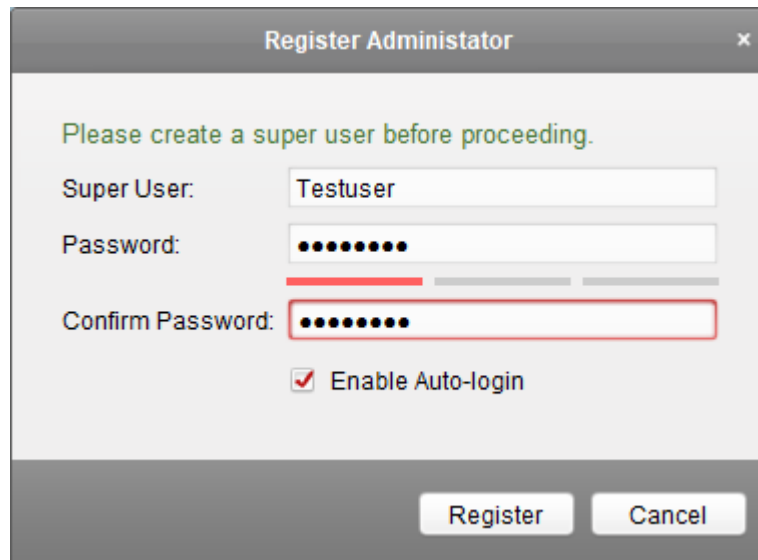 Register Administator
Please create a super user before proceeding.
Super User: Testuser
Password: ●●●●●●●●
Confirm Password: ●●●●●●●●
Enable Auto-login
Register Cancel